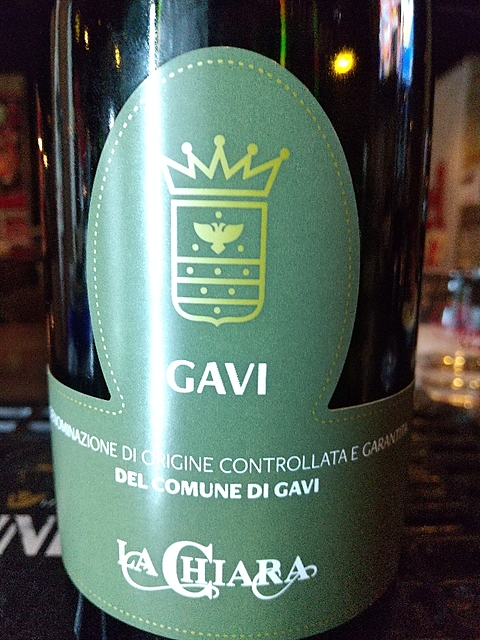 GAVI
DENOMINAZIONE DI ORIGINE CONTROLLATA E GARANTITA
DEL COMUNE DI GAVI
LA CHIARA